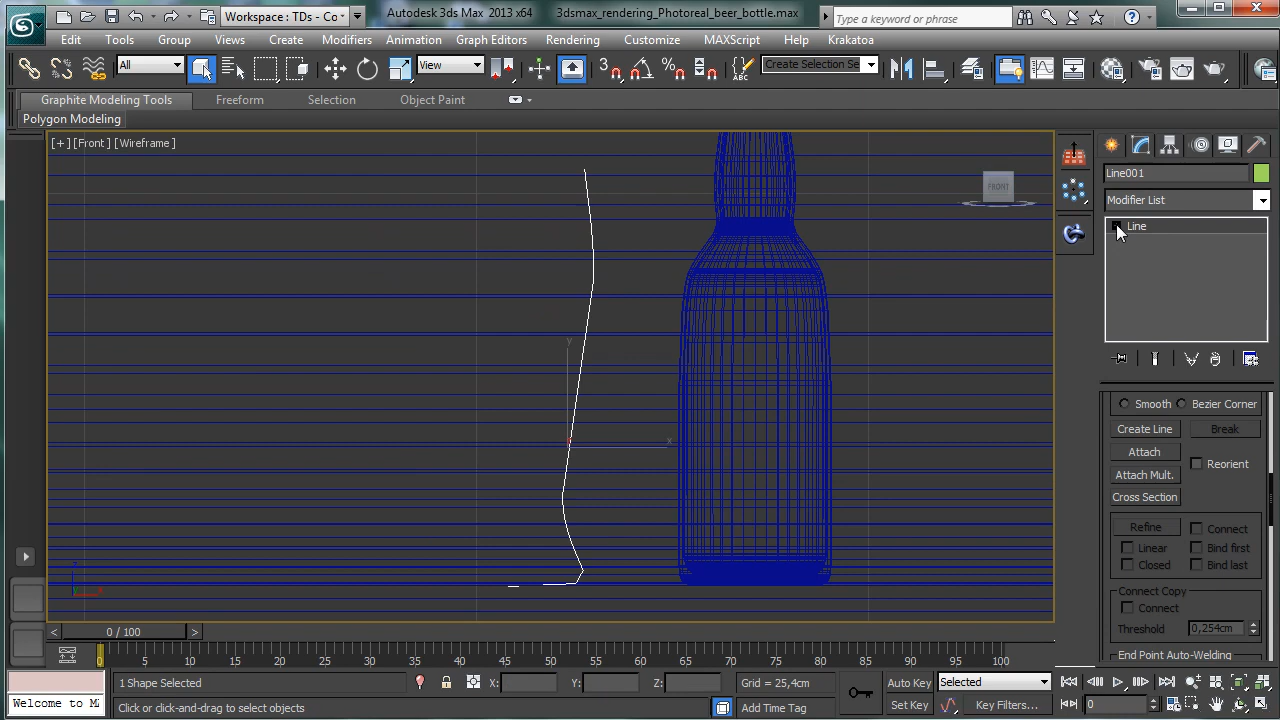 Workspace : TDs - Co
Autodesk 3ds Max 2013 x64
3dsmax_rendering_Photoreal_beer_bottle.max
Type a keyword or phrase
Edit
Tools
Group
Views
Create
Modifiers
Animation
Graph Editors
Rendering
Customize
MAXScript
Help
Krakatoa
All
View
3
Create Selection Se
Graphite Modeling Tools
Freeform
Selection
Object Paint
Polygon Modeling
[+][Front][Wireframe]
FRONT
Line001
Modifier List
Line
y
x
Smooth
Bezier Corner
Create Line
Break
Attach
Reorient
Attach Mult.
Cross Section
Refine
Connect
Linear
Bind first
Closed
Bind last
Connect Copy
Connect
Threshold
0,254cm
End Point Auto-Welding
< 0 / 100 >
0
5
10
15
20
25
30
35
40
45
50
55
60
65
70
75
80
85
90
95
100
1 Shape Selected
X:
Y:
Z:
Grid = 25,4cm
Auto Key
Selected
Welcome to MA
Click or click-and-drag to select objects
Add Time Tag
Set Key
Key Filters...
0